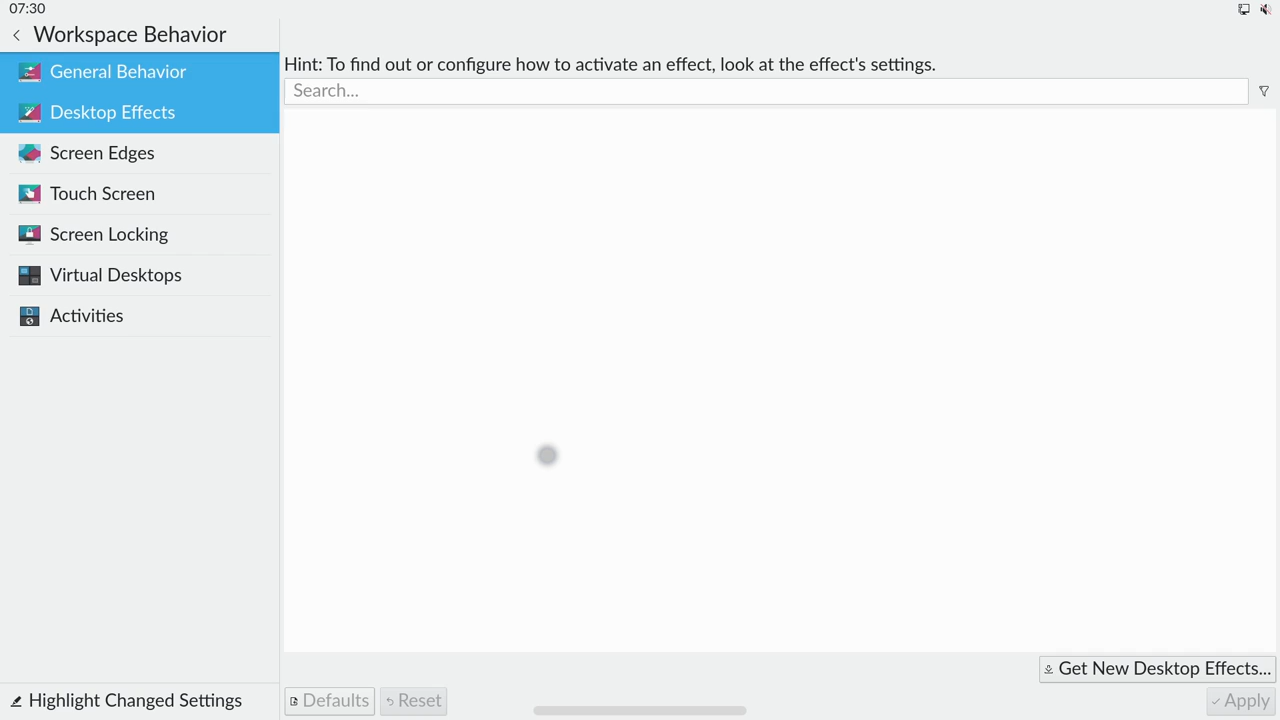 07:30
Workspace Behavior
General Behavior
Desktop Effects
Screen Edges
Touch Screen
Screen Locking
Virtual Desktops
Activities
Highlight Changed Settings
Hint: To find out or configure how to activate an effect, look at the effect's settings.
Search...
Get New Desktop Effects...
Defaults
Reset
Apply